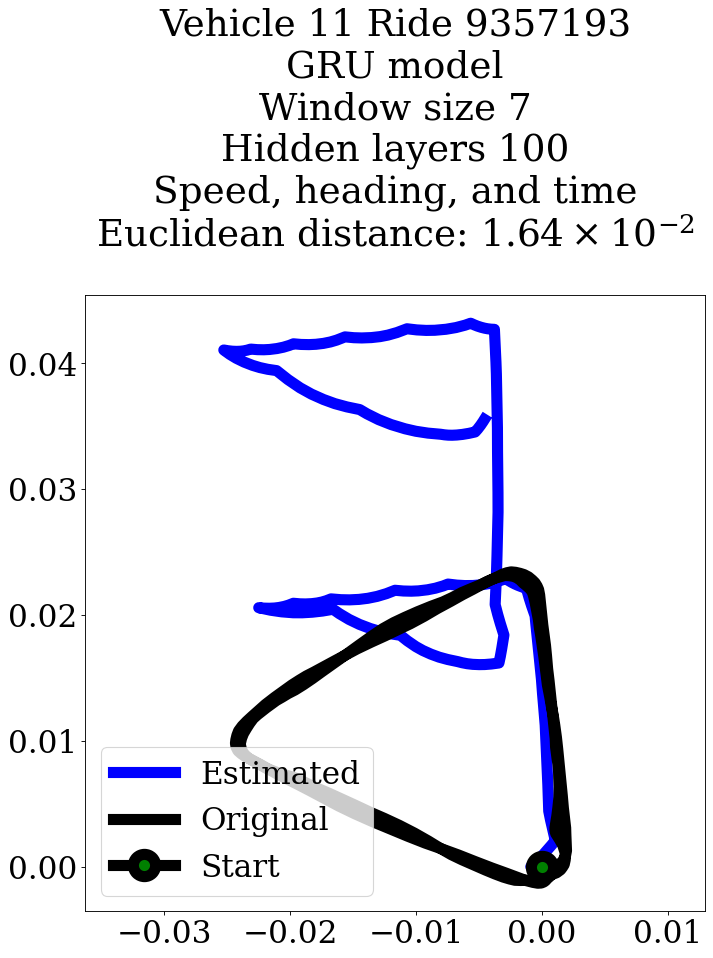 Vehicle 11 Ride 9357193
GRU model
Window size 7
Hidden layers 100
Speed, heading, and time
Euclidean distance: 1.64 × 10⁻²
0.04
0.03
0.02
0.01
0.00
Estimated
Original
Start
−0.03 −0.02 −0.01 0.00 0.01